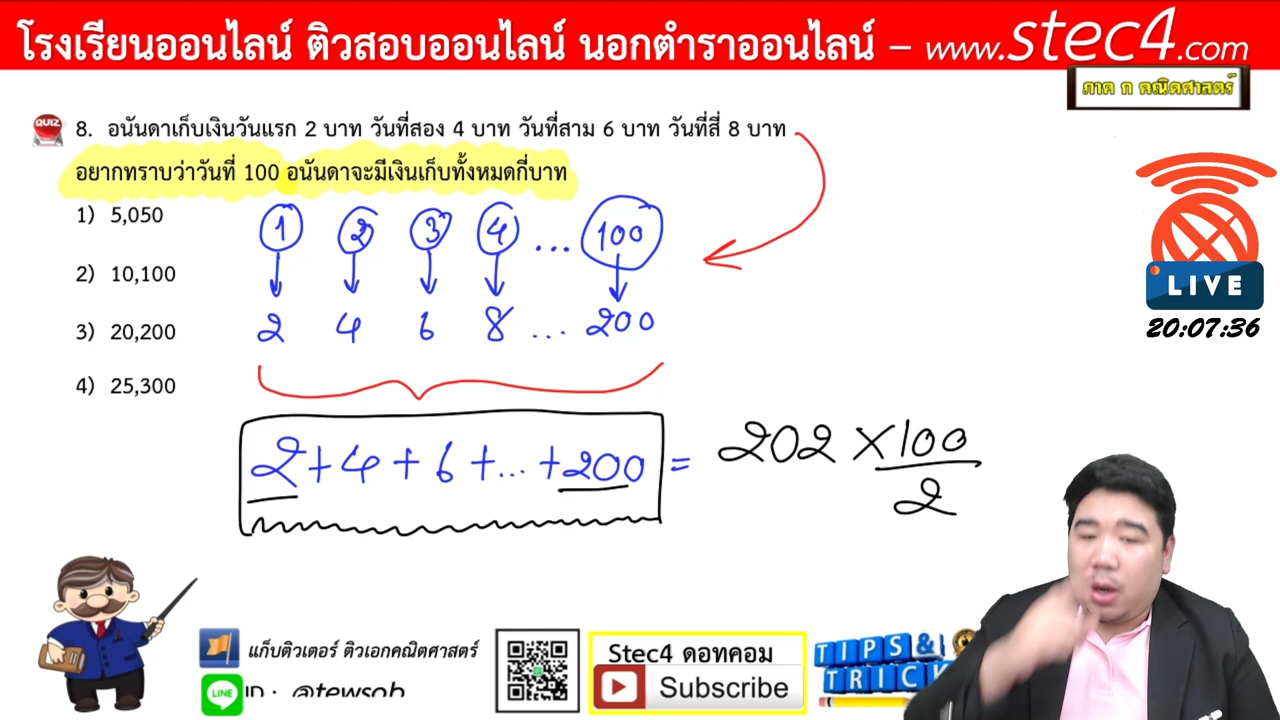 โรงเรียนออนไลน์ ติวสอบออนไลน์ นอกตำราออนไลน์ – www.stec4.com
ภาค ก คณิตศาสตร์
QUIZ
8. อนันดาเก็บเงินวันแรก 2 บาท วันที่สอง 4 บาท วันที่สาม 6 บาท วันที่สี่ 8 บาท
อยากทราบว่าวันที่ 100 อนันดาจะมีเงินเก็บทั้งหมดกี่บาท
1) 5,050
2) 10,100
3) 20,200
4) 25,300
1 2 3 4 ... 100
2 4 6 8 ... 200
2+4+6+...+200 = 202 × 100/2
LIVE
20:07:36
แก็บติวเตอร์ ติวเอกคณิตศาสตร์
LINE ID : @tewsob
Stec4 ดอทคอม
Subscribe
TIPS &
TRICK